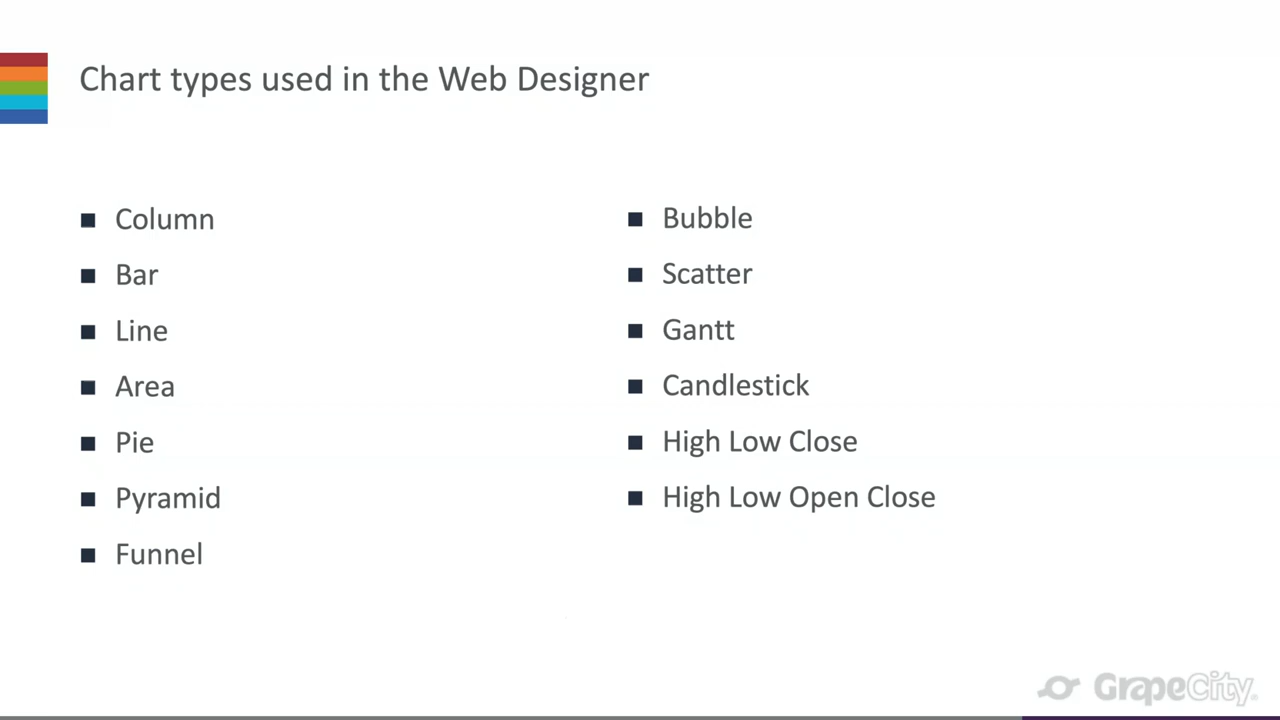 Chart types used in the Web Designer
Column
Bar
Line
Area
Pie
Pyramid
Funnel
Bubble
Scatter
Gantt
Candlestick
High Low Close
High Low Open Close
GrapeCity